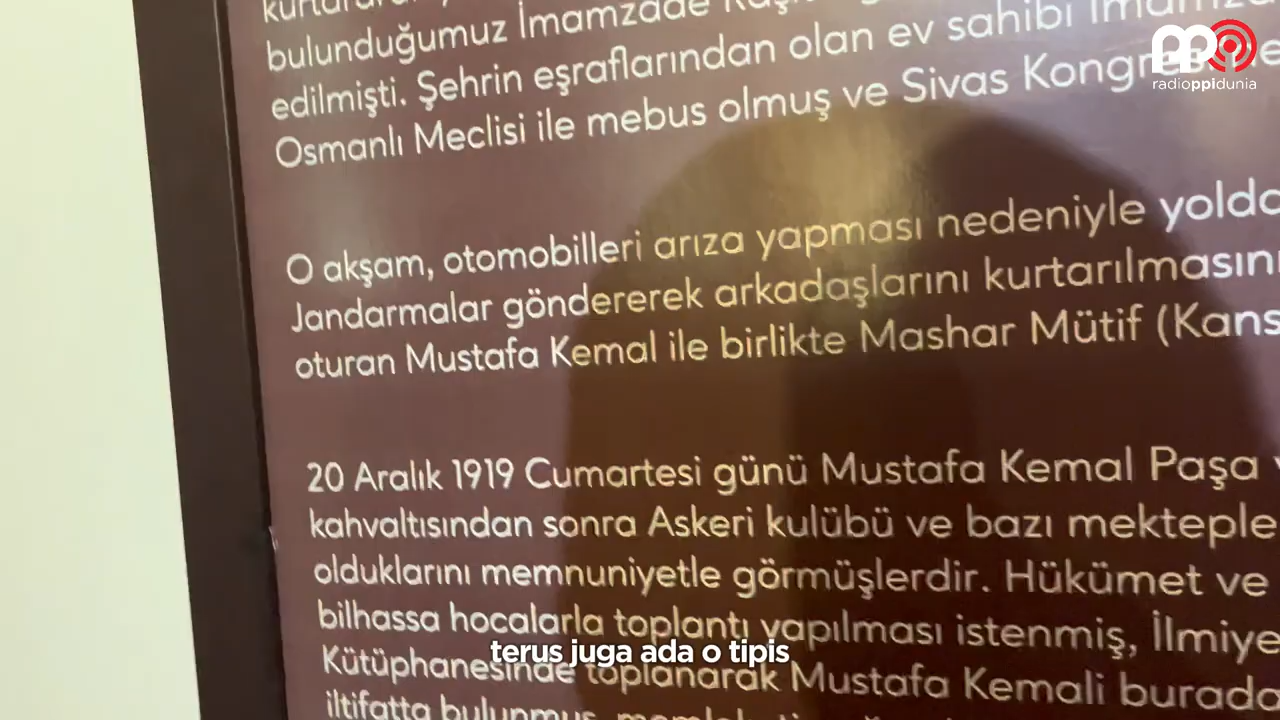 bulunduğumuz İmamzade
edilmişti. Şehrin eşraflarından olan ev sahibi
Osmanlı Meclisi ile mebus olmuş ve Sivas
O akşam, otomobilleri arıza yapması nedeniyle
Jandarmalar göndererek arkadaşlarını
oturan Mustafa Kemal ile birlikte Mashar Mütif
20 Aralık 1919 Cumartesi günü Mustafa Kemal Paşa
kahvaltısından sonra Askeri kulübü ve bazı
olduklarını memnuniyetle görmüşlerdir. Hükümet ve
bilhassa hocalarla toplantı yapılması istenmiş,
Kütüphanesinde toplanarak Mustafa Kemali
iltifatta bulunmuş,
PP
radioppidunia
terus juga ada o tipis